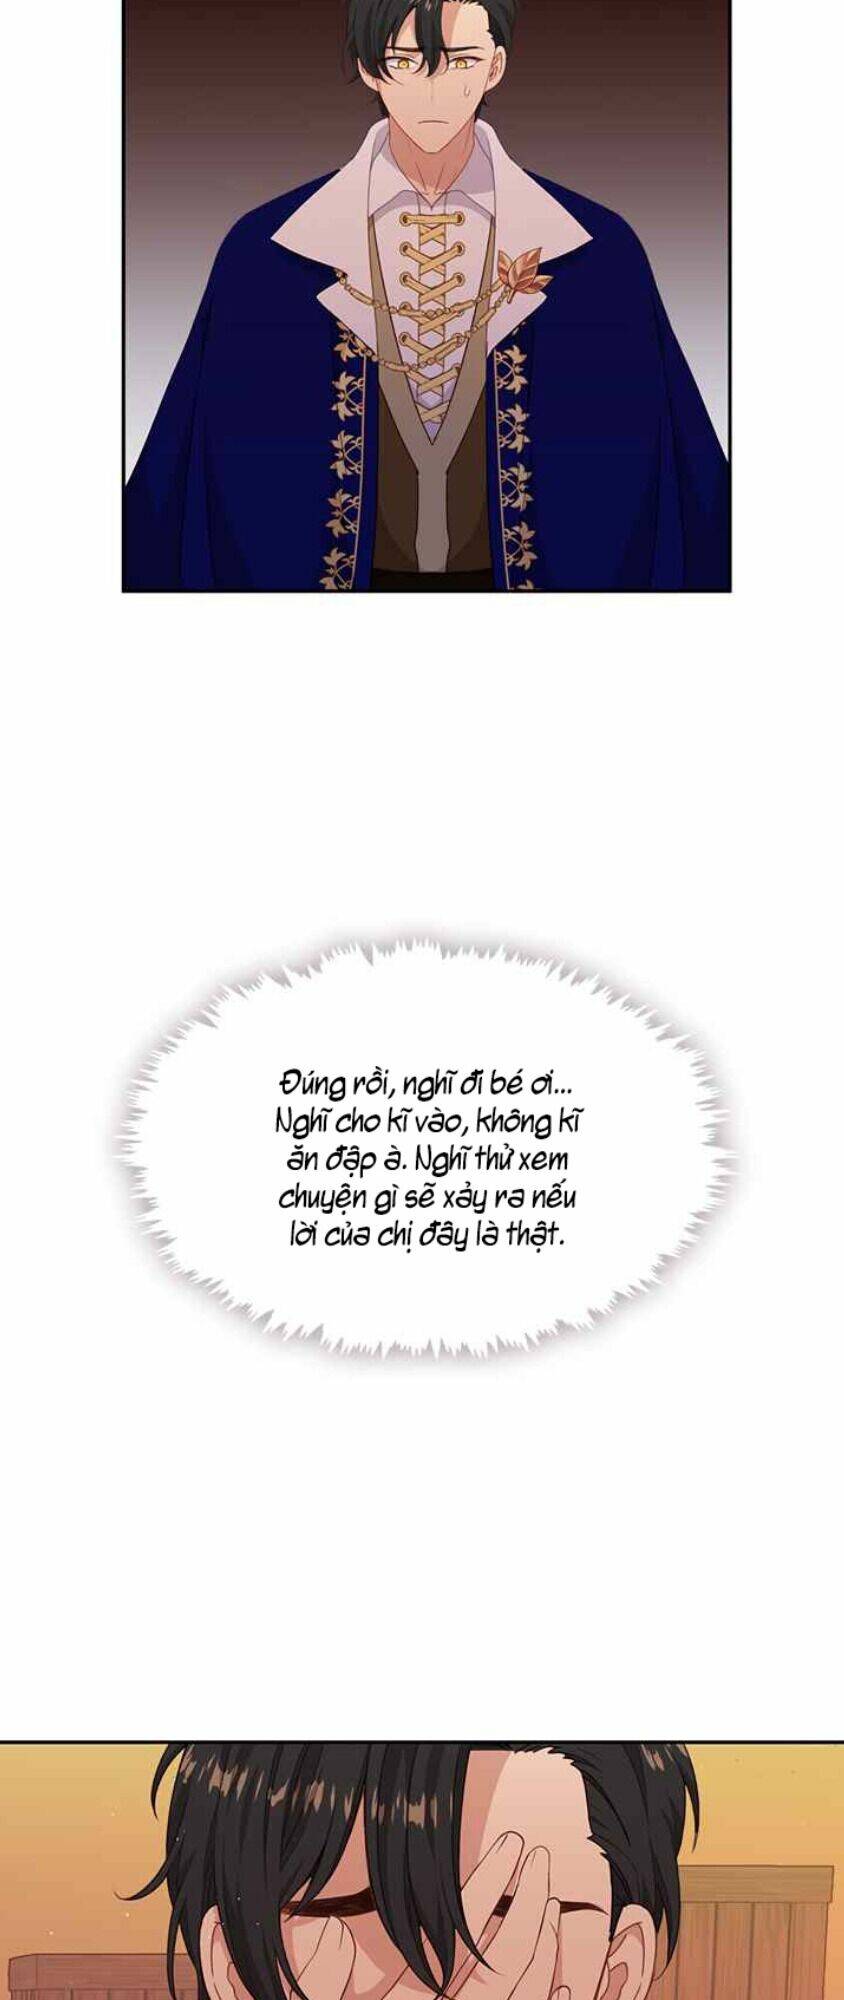 Đúng rồi, nghĩ đi bé ơi...
Nghĩ cho kĩ vào, không kĩ
ăn đập à. Nghĩ thử xem
chuyện gì sẽ xảy ra nếu
lời của chị đây là thật.